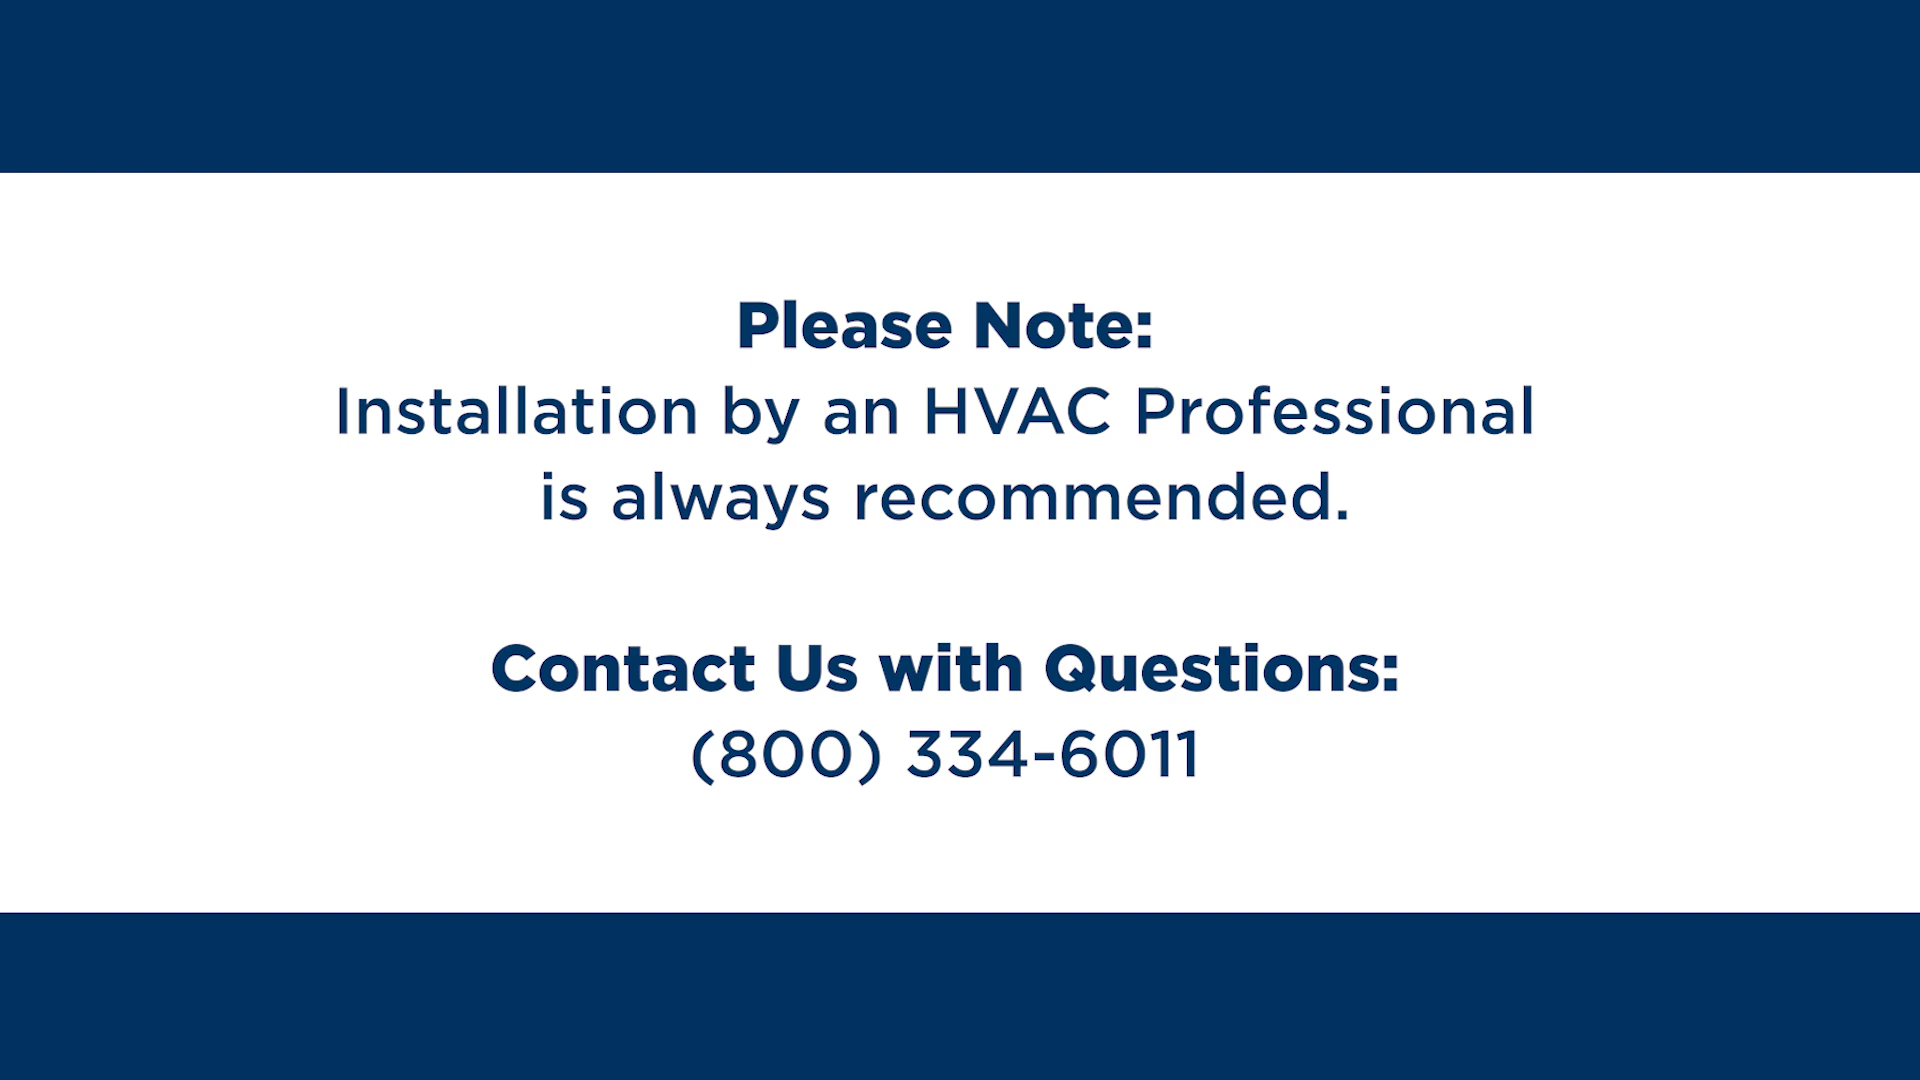 Please Note:
Installation by an HVAC Professional
is always recommended.
Contact Us with Questions:
(800) 334-6011